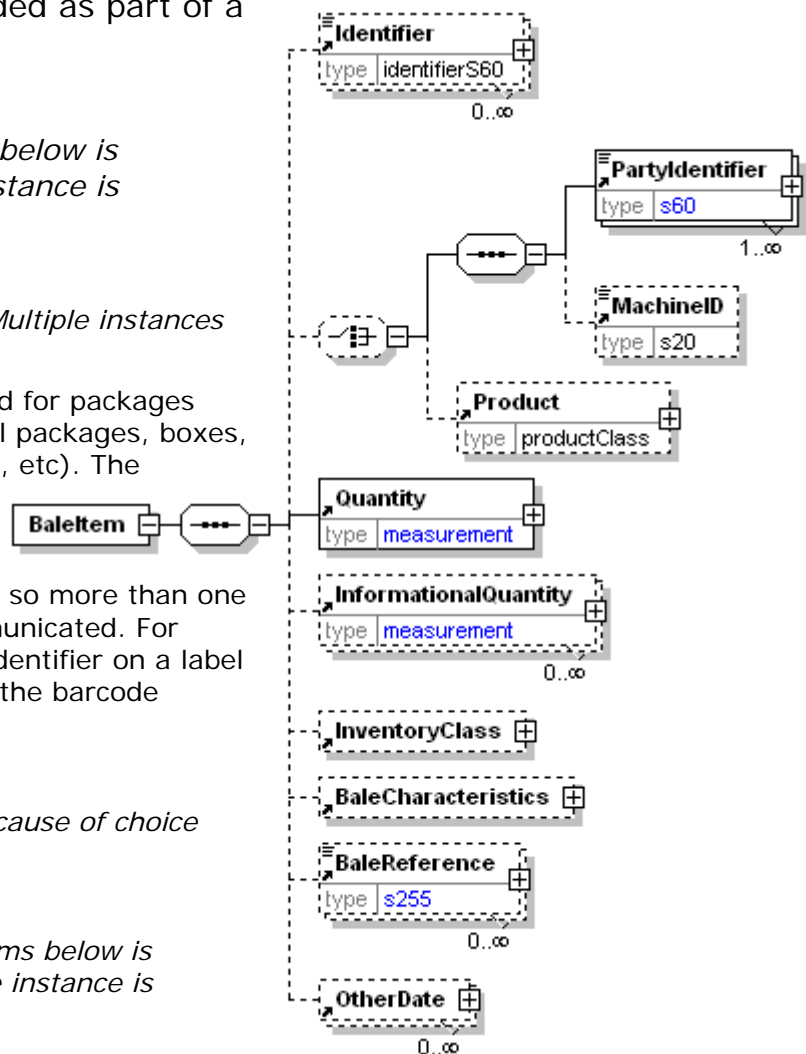 ded as part of a
below is
stance is
Multiple instances
d for packages
l packages, boxes,
, etc). The
so more than one
municated. For
dentifier on a label
the barcode
cause of choice
ms below is
e instance is
BaleItem
Identifier
type identifierS60
0..∞
PartyIdentifier
type s60
1..∞
MachineID
type s20
Product
type productClass
Quantity
type measurement
InformationalQuantity
type measurement
0..∞
InventoryClass
BaleCharacteristics
BaleReference
type s255
0..∞
OtherDate
0..∞